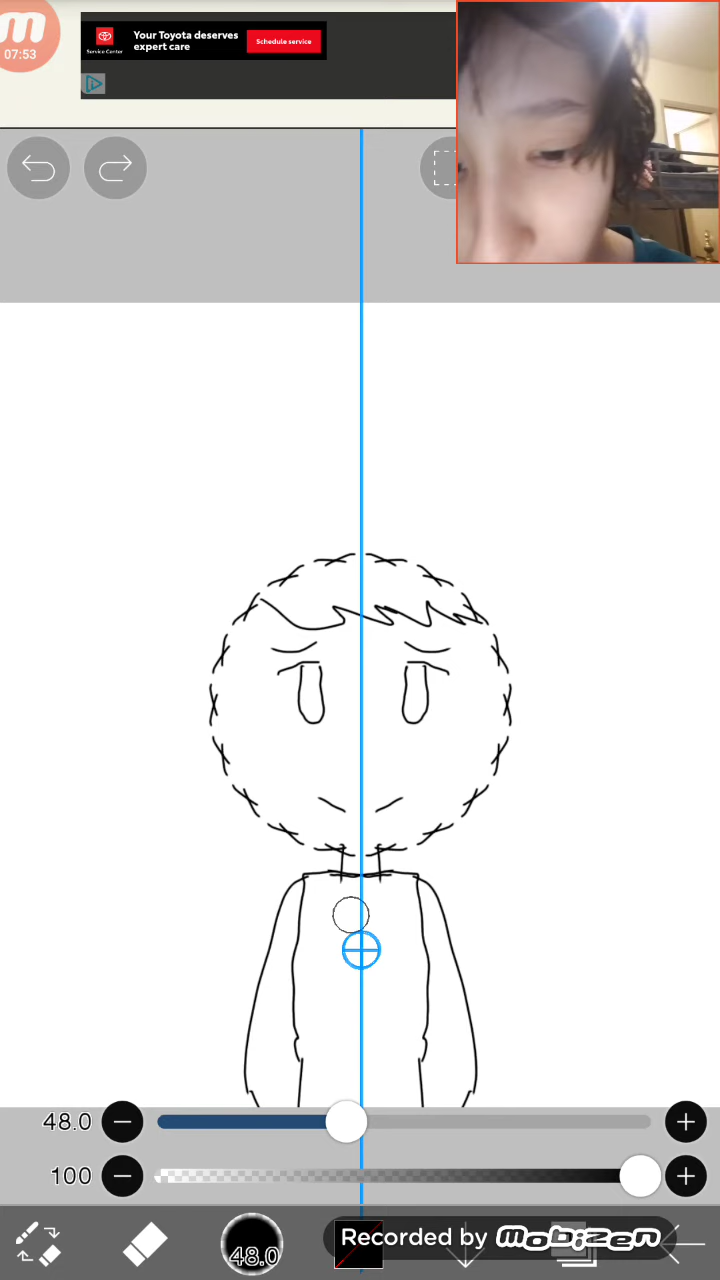 m
07:53
Service Center
Your Toyota deserves
expert care
Schedule service
48.0
100
48.0
Recorded by mobizen